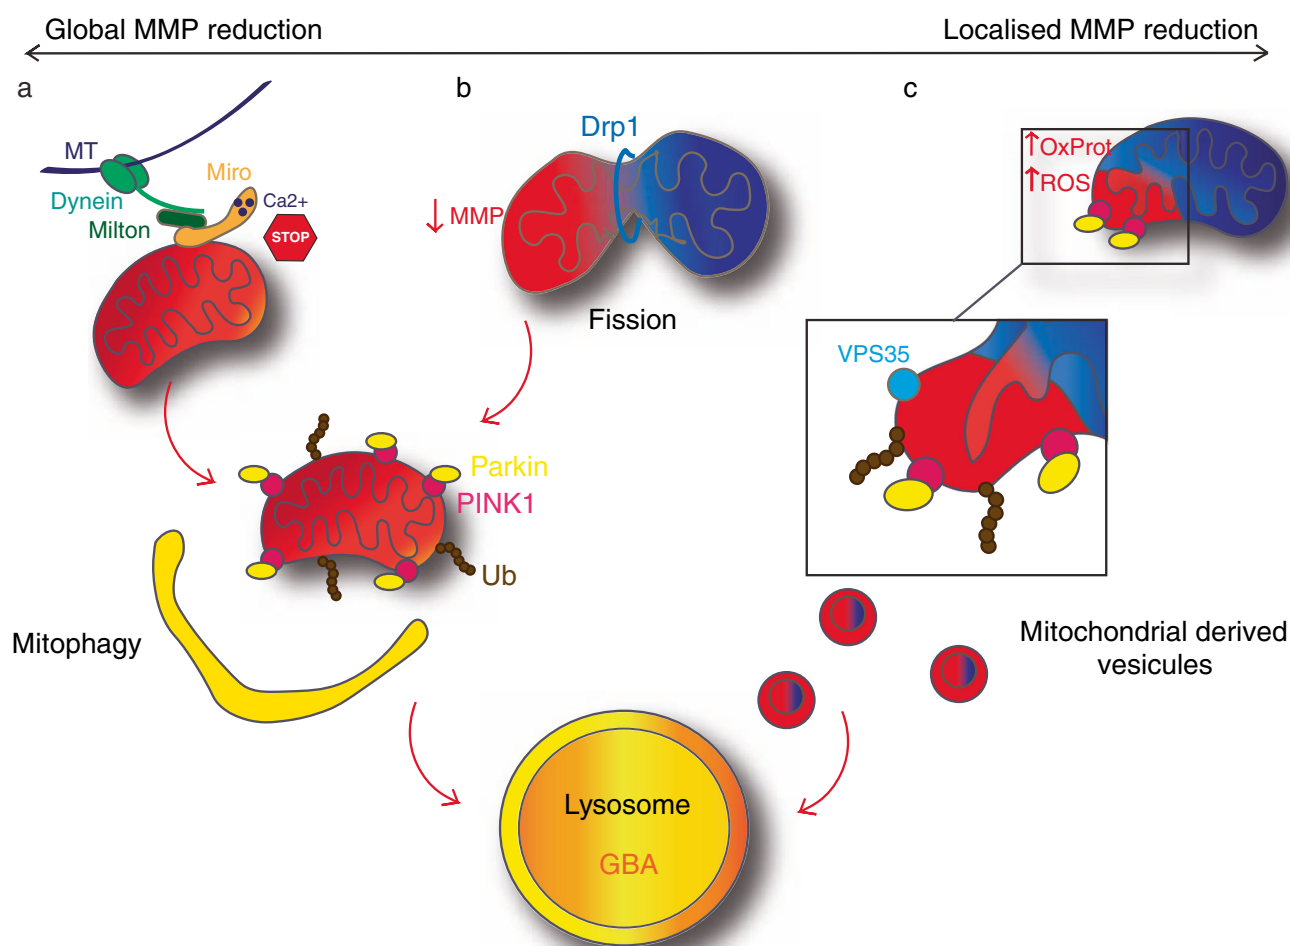 Global MMP reduction
Localised MMP reduction
a
MT
Dynein
Milton
Miro
Ca2+
STOP
b
Drp1
↓ MMP
Fission
c
↑OxProt
↑ROS
VPS35
Parkin
PINK1
Ub
Mitophagy
Mitochondrial derived
vesicules
Lysosome
GBA